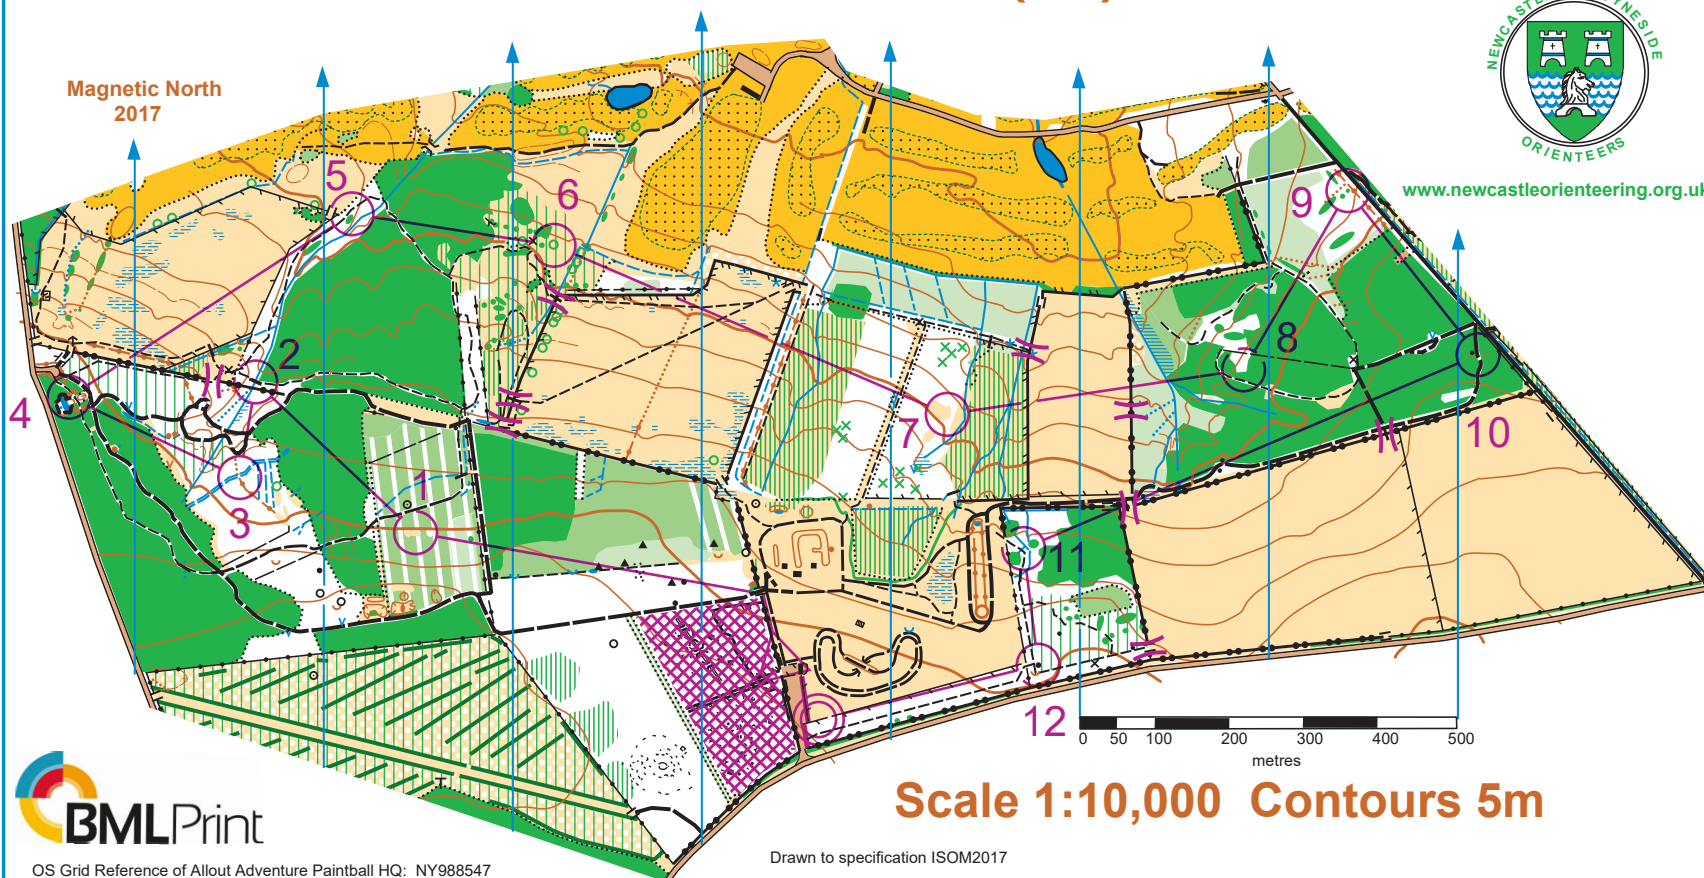 NEWCASTLE
TYNESIDE
ORIENTEERS
www.newcastleorienteering.org.uk
Magnetic North
2017
5
6
9
2
8
4
7
10
1
3
11
12
0 50 100 200 300 400 500
metres
Scale 1:10,000 Contours 5m
BMLPrint
Drawn to specification ISOM2017
OS Grid Reference of Allout Adventure Paintball HQ: NY988547